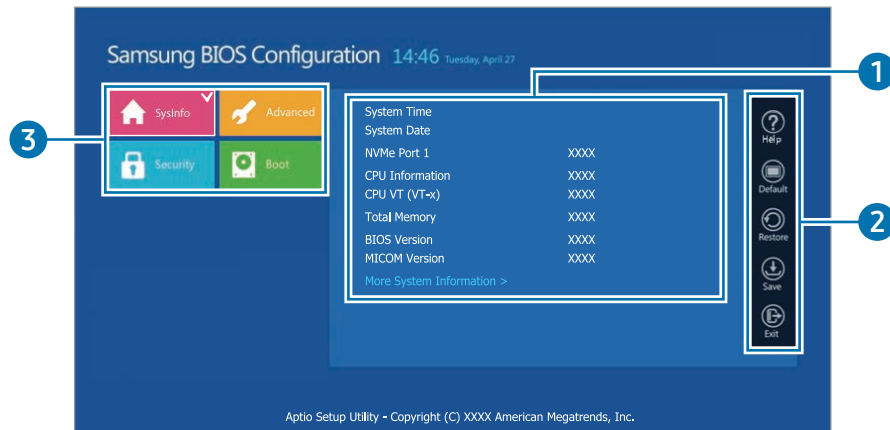 Samsung BIOS Configuration 14:46 Tuesday, April 27
1
SysInfo
Advanced
Security
Boot
3
System Time
System Date
NVMe Port 1 XXXX
CPU Information XXXX
CPU VT (VT-x) XXXX
Total Memory XXXX
BIOS Version XXXX
MICOM Version XXXX
More System Information >
Help
Default
Restore
Save
Exit
2
Aptio Setup Utility - Copyright (C) XXXX American Megatrends, Inc.